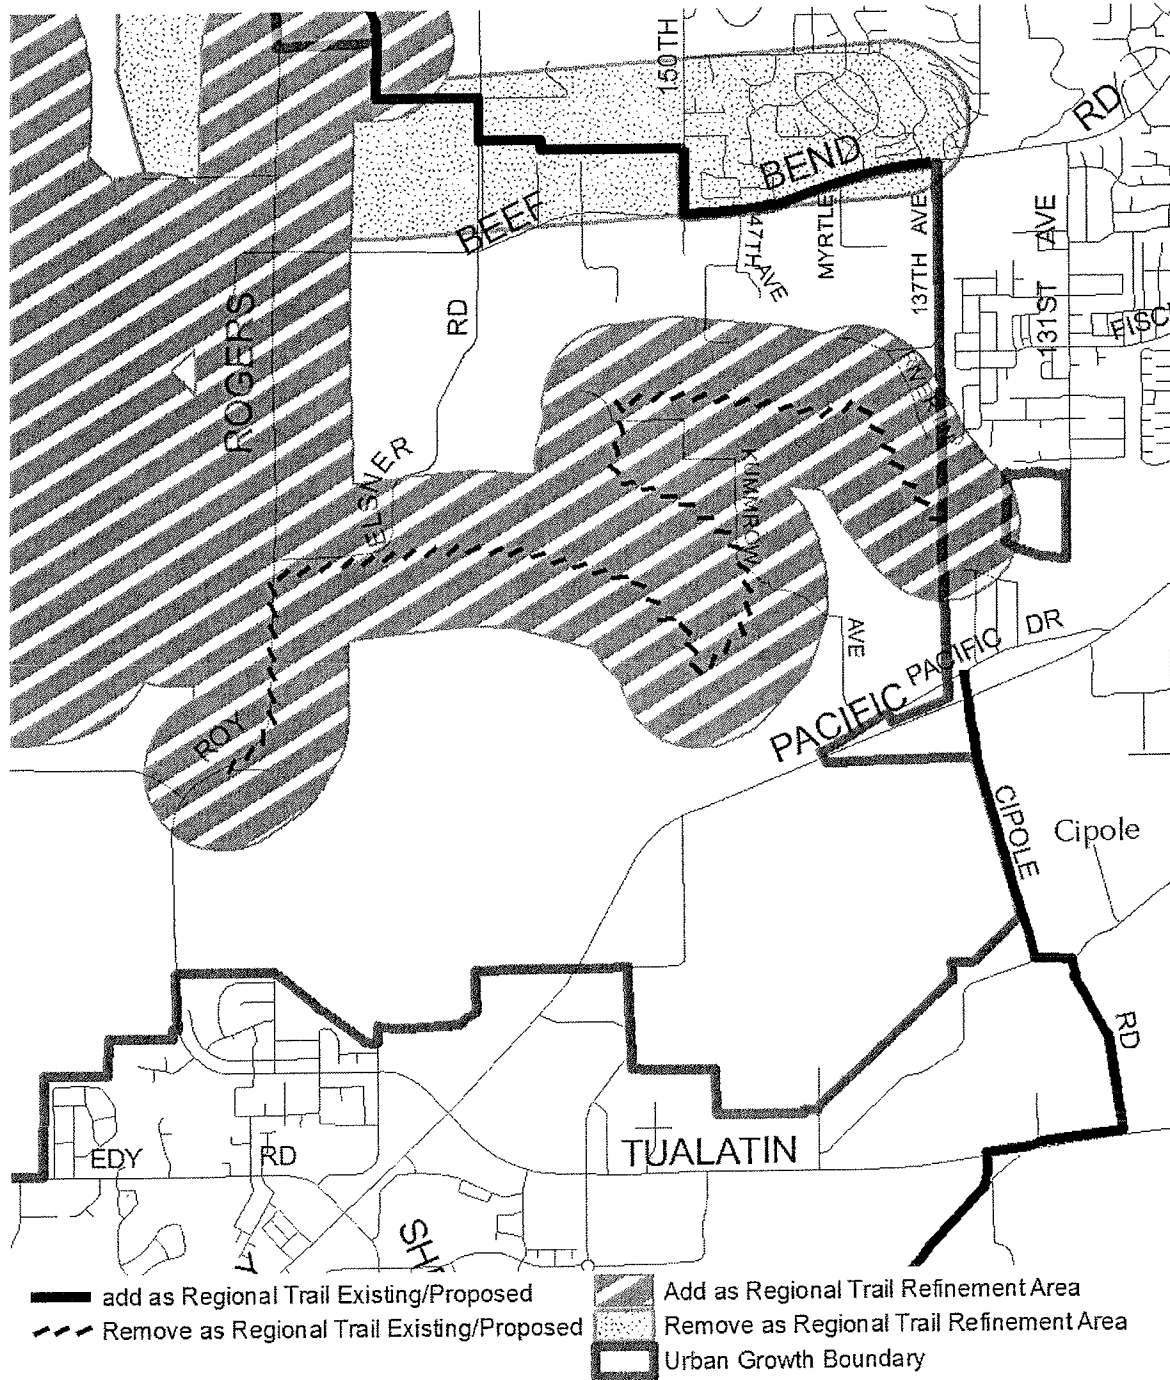 150TH
RD
BEND
BEEF
47TH AVE
MYRTLE
137TH AVE
131ST AVE
FISC
ROGERS
RD
ELSNER
KUMMROW
AVE
ROY
PACIFIC
PACIFIC DR
CIPOLE
Cipole
RD
EDY RD
TUALATIN
SH
Y
add as Regional Trail Existing/Proposed
Remove as Regional Trail Existing/Proposed
Add as Regional Trail Refinement Area
Remove as Regional Trail Refinement Area
Urban Growth Boundary